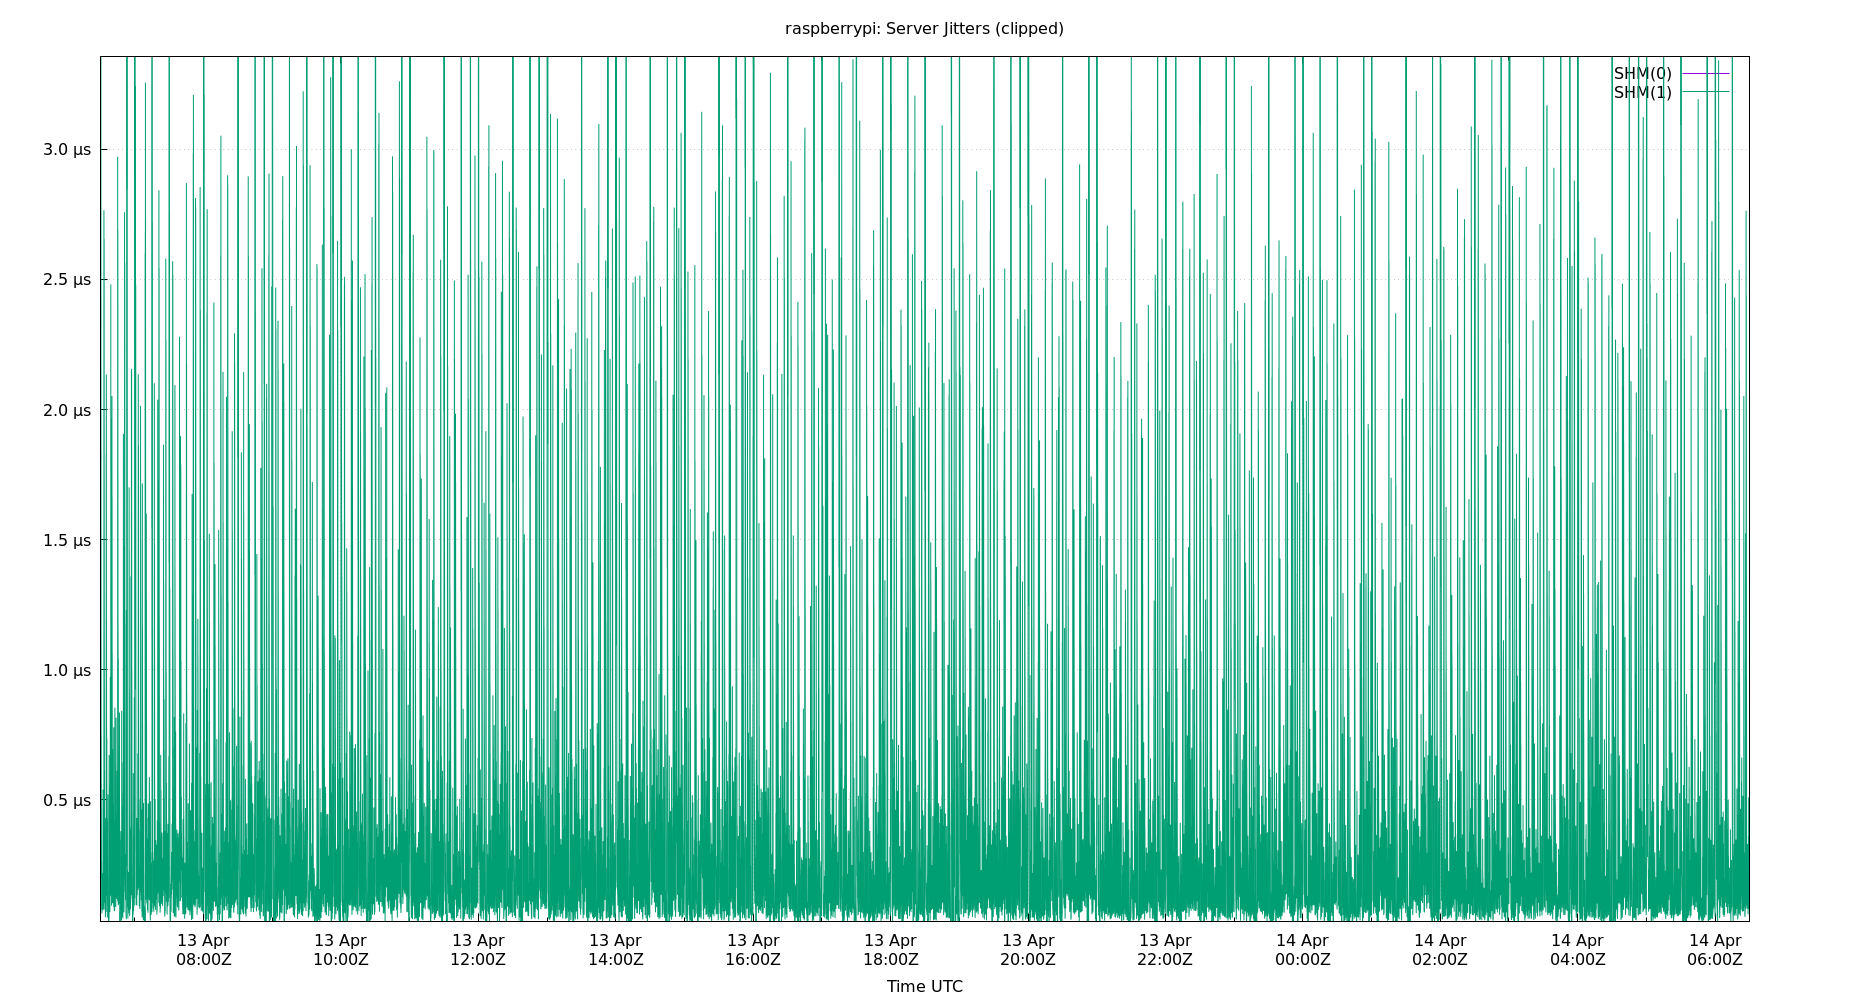 raspberrypi: Server Jitters (clipped)
SHM(0)
SHM(1)
3.0 µs
2.5 µs
2.0 µs
1.5 µs
1.0 µs
0.5 µs
13 Apr 13 Apr 13 Apr 13 Apr 13 Apr 13 Apr 13 Apr 13 Apr 14 Apr 14 Apr 14 Apr 14 Apr
08:00Z 10:00Z 12:00Z 14:00Z 16:00Z 18:00Z 20:00Z 22:00Z 00:00Z 02:00Z 04:00Z 06:00Z
Time UTC